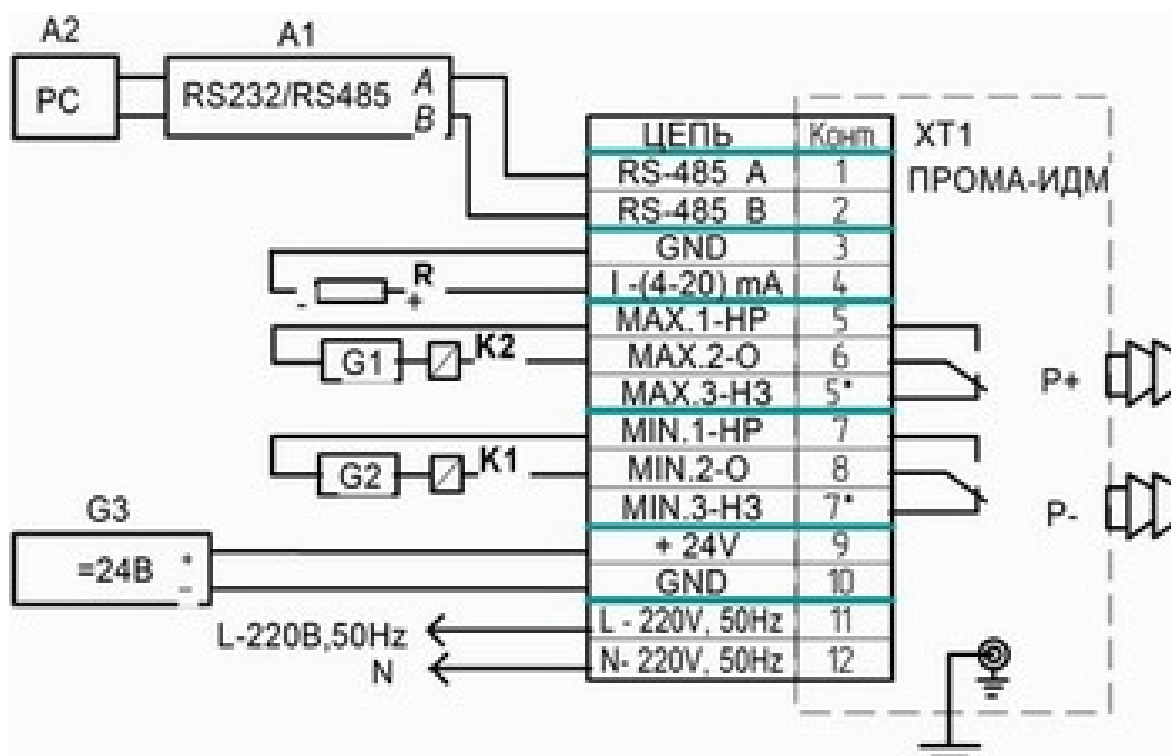 A2
A1
PC
RS232/RS485 A
B
ЦЕПЬ Конт.
XT1
ПРОМА-ИДМ
RS-485 A 1
RS-485 B 2
GND 3
I -(4-20) mA 4
- R +
MAX.1-НР 5
G1 K2
MAX.2-О 6
MAX.3-НЗ 5*
P+
MIN.1-НР 7
G2 K1
MIN.2-О 8
MIN.3-НЗ 7*
P-
G3
=24В + -
+ 24V 9
GND 10
L-220В,50Hz
L - 220V, 50Hz 11
N
N- 220V, 50Hz 12